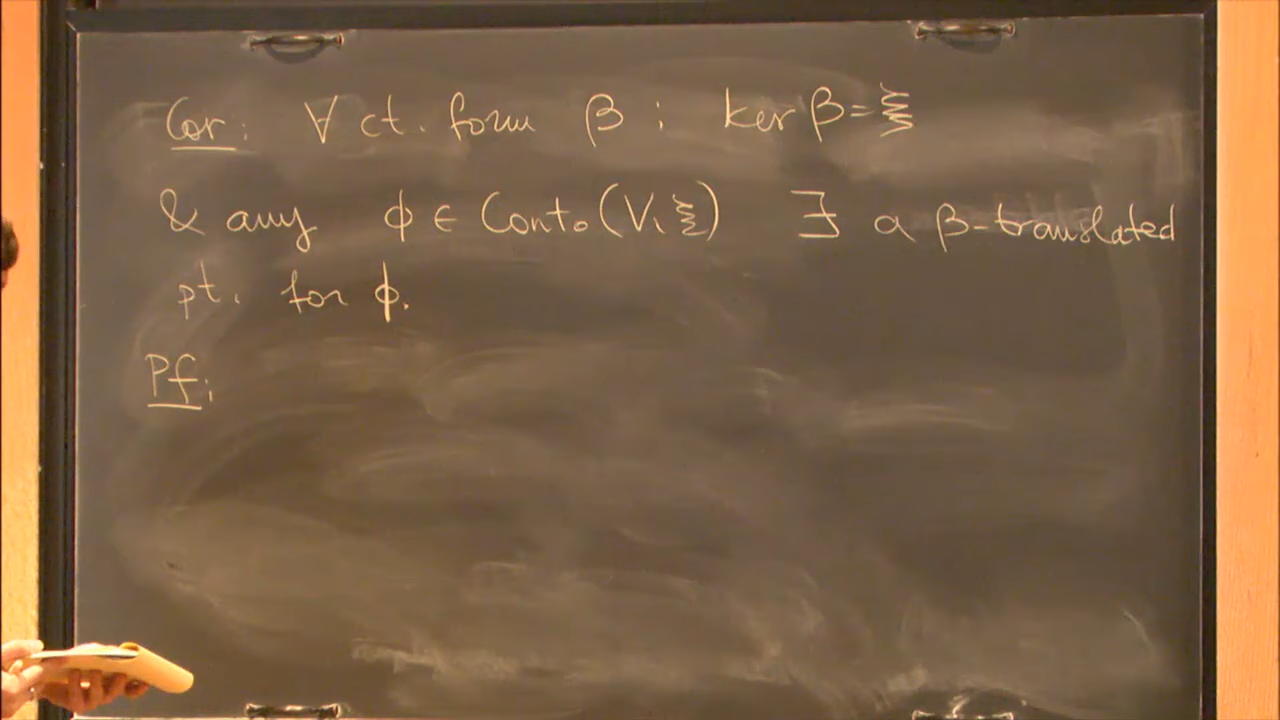 Cor: ∀ ct. form β : ker β = ξ
& any ϕ ∈ Cont₀(V, ξ) ∃ a β-translated
pt. for ϕ.
Pf: